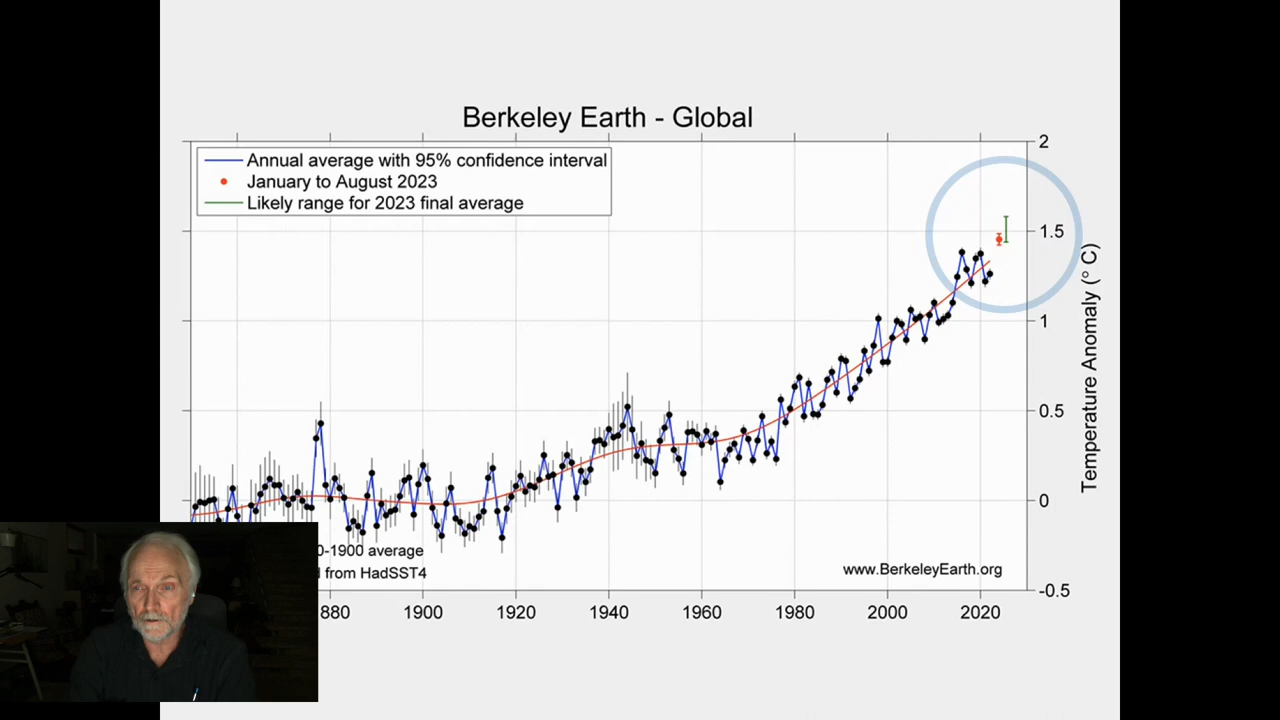 Berkeley Earth - Global
Annual average with 95% confidence interval
January to August 2023
Likely range for 2023 final average
2
1.5
1
0.5
0
-0.5
Temperature Anomaly (° C)
0-1900 average
from HadSST4
www.BerkeleyEarth.org
880
1900
1920
1940
1960
1980
2000
2020